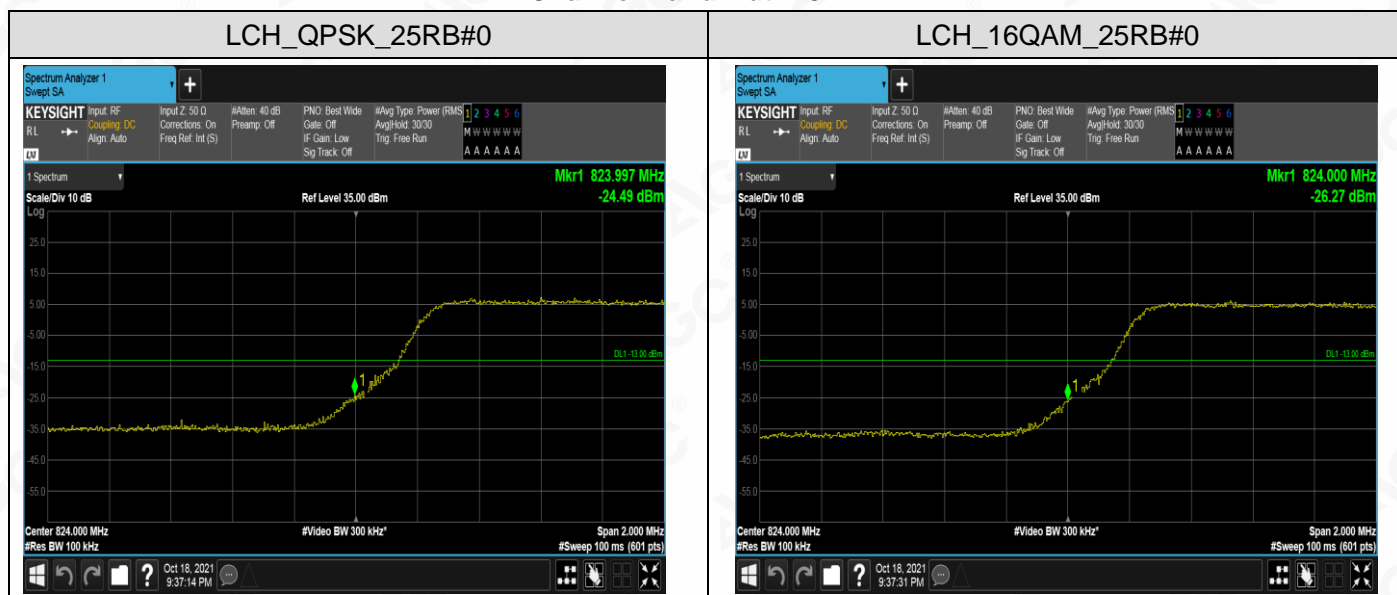 LCH_QPSK_25RB#0
LCH_16QAM_25RB#0
Spectrum Analyzer 1
Swept SA
+
KEYSIGHT
RL
LXI
Input: RF
Coupling: DC
Align: Auto
Input Z: 50 Ω
Corrections: On
Freq Ref: Int (S)
#Atten: 40 dB
Preamp: Off
PNO: Best Wide
Gate: Off
IF Gain: Low
Sig Track: Off
#Avg Type: Power (RMS
Avg|Hold: 30/30
Trig: Free Run
1 2 3 4 5 6
M W W W W W
A A A A A A
1 Spectrum
Mkr1 823.997 MHz
Scale/Div 10 dB
Ref Level 35.00 dBm
-24.49 dBm
Log
25.0
15.0
5.00
-5.00
DL1 -13.00 dBm
-15.0
1
-25.0
-35.0
-45.0
-55.0
Center 824.000 MHz
#Video BW 300 kHz*
Span 2.000 MHz
#Res BW 100 kHz
#Sweep 100 ms (601 pts)
?
Oct 18, 2021
9:37:14 PM
Spectrum Analyzer 1
Swept SA
+
KEYSIGHT
RL
LXI
Input: RF
Coupling: DC
Align: Auto
Input Z: 50 Ω
Corrections: On
Freq Ref: Int (S)
#Atten: 40 dB
Preamp: Off
PNO: Best Wide
Gate: Off
IF Gain: Low
Sig Track: Off
#Avg Type: Power (RMS
Avg|Hold: 30/30
Trig: Free Run
1 2 3 4 5 6
M W W W W W
A A A A A A
1 Spectrum
Mkr1 824.000 MHz
Scale/Div 10 dB
Ref Level 35.00 dBm
-26.27 dBm
Log
25.0
15.0
5.00
-5.00
DL1 -13.00 dBm
-15.0
1
-25.0
-35.0
-45.0
-55.0
Center 824.000 MHz
#Video BW 300 kHz*
Span 2.000 MHz
#Res BW 100 kHz
#Sweep 100 ms (601 pts)
?
Oct 18, 2021
9:37:31 PM